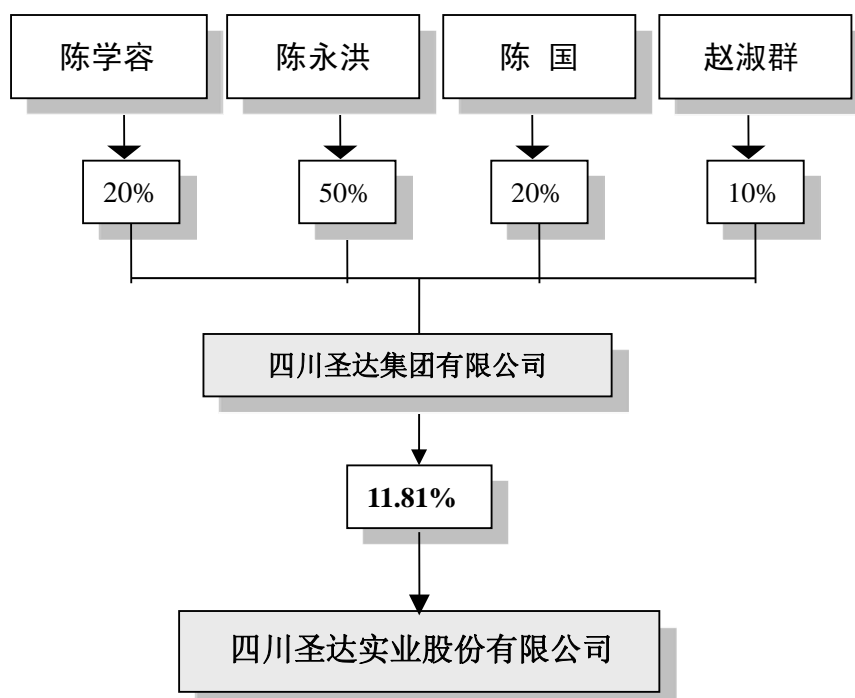 陈学容
陈永洪
陈 国
赵淑群
20%
50%
20%
10%
四川圣达集团有限公司
11.81%
四川圣达实业股份有限公司